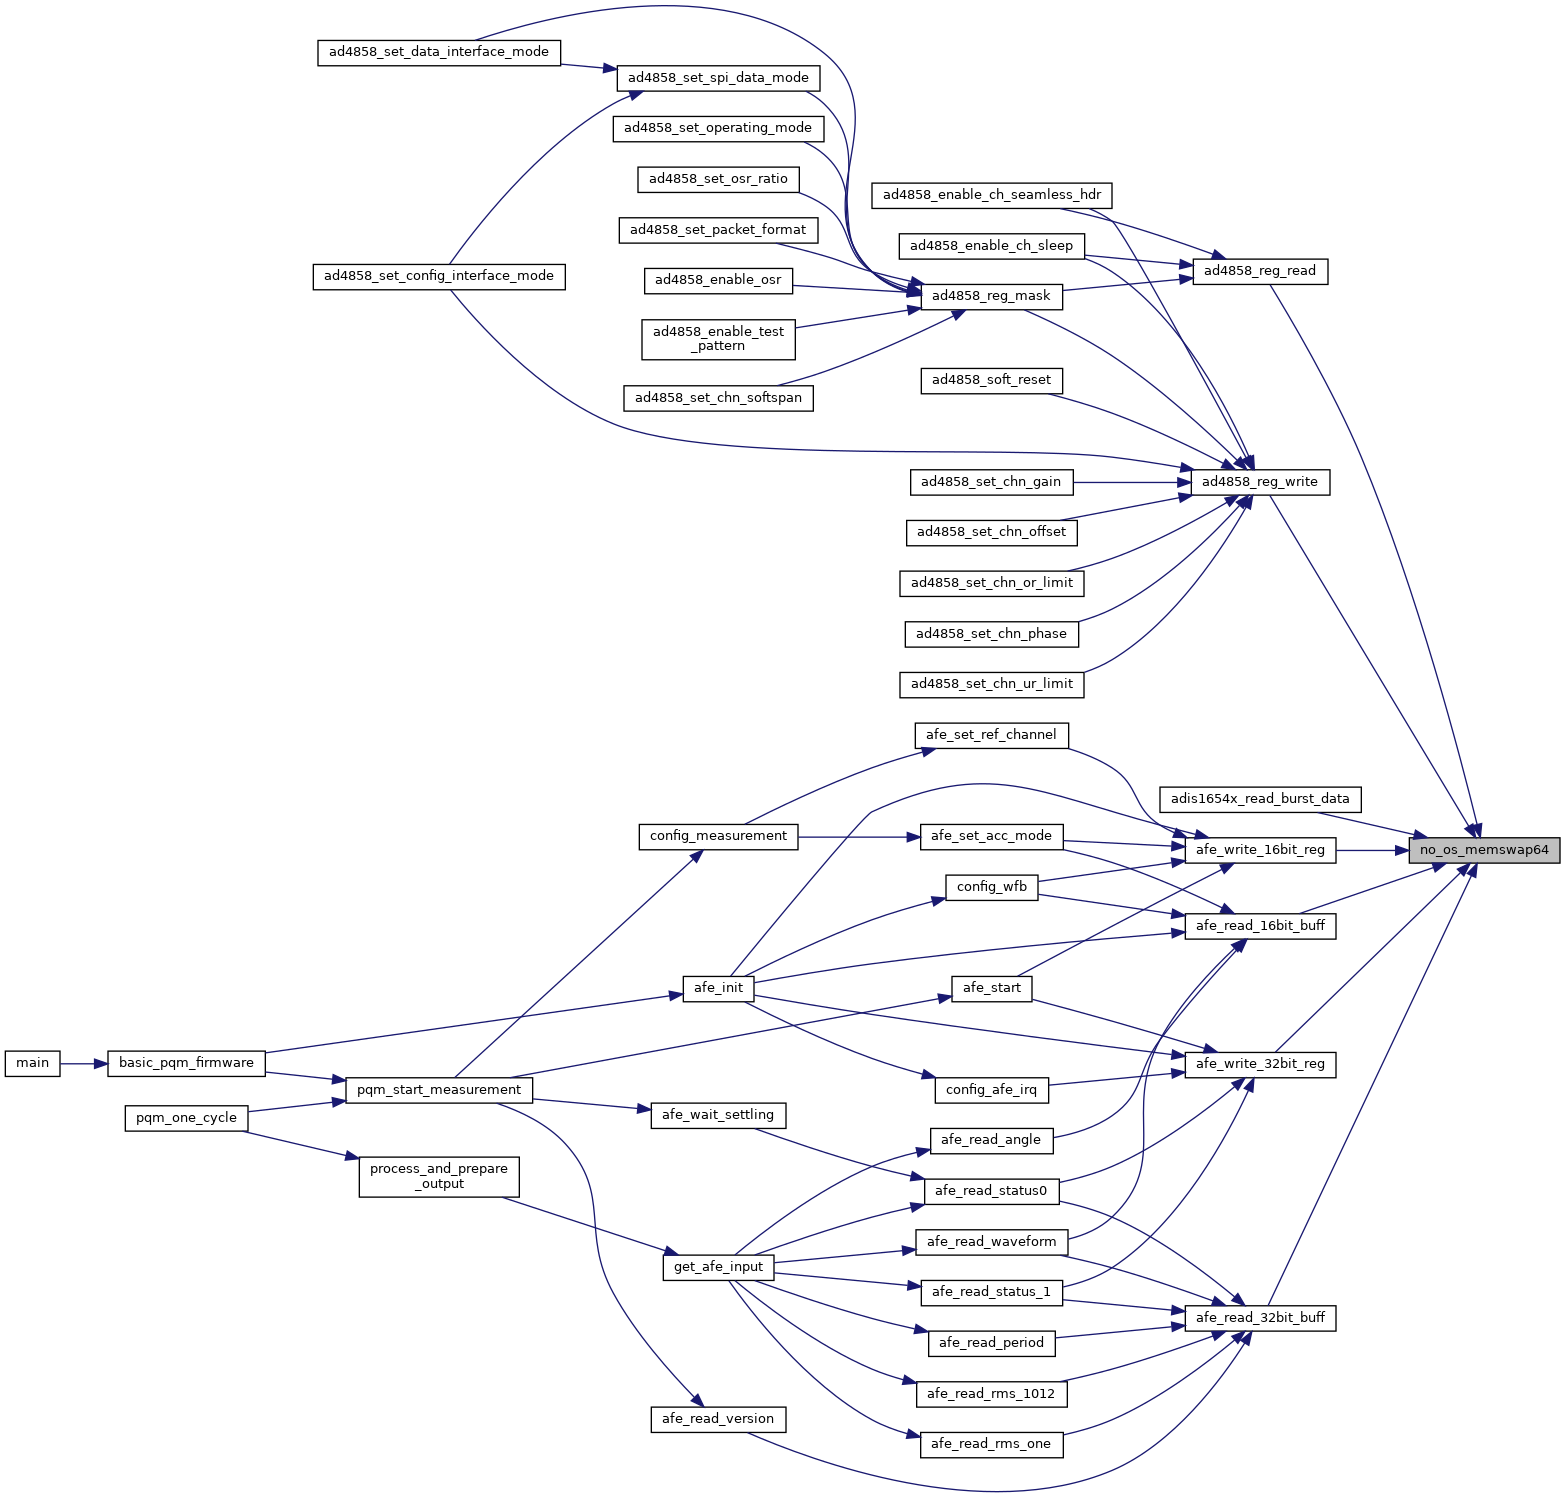 ad4858_set_data_interface_mode
ad4858_set_spi_data_mode
ad4858_set_operating_mode
ad4858_set_osr_ratio
ad4858_enable_ch_seamless_hdr
ad4858_set_packet_format
ad4858_enable_ch_sleep
ad4858_set_config_interface_mode
ad4858_enable_osr
ad4858_reg_read
ad4858_reg_mask
ad4858_enable_test
_pattern
ad4858_soft_reset
ad4858_set_chn_softspan
ad4858_set_chn_gain
ad4858_reg_write
ad4858_set_chn_offset
ad4858_set_chn_or_limit
ad4858_set_chn_phase
ad4858_set_chn_ur_limit
afe_set_ref_channel
adis1654x_read_burst_data
config_measurement
afe_set_acc_mode
afe_write_16bit_reg
no_os_memswap64
config_wfb
afe_read_16bit_buff
afe_init
afe_start
main
basic_pqm_firmware
afe_write_32bit_reg
pqm_start_measurement
config_afe_irq
pqm_one_cycle
afe_wait_settling
afe_read_angle
process_and_prepare
_output
afe_read_status0
afe_read_waveform
get_afe_input
afe_read_status_1
afe_read_32bit_buff
afe_read_period
afe_read_rms_1012
afe_read_version
afe_read_rms_one